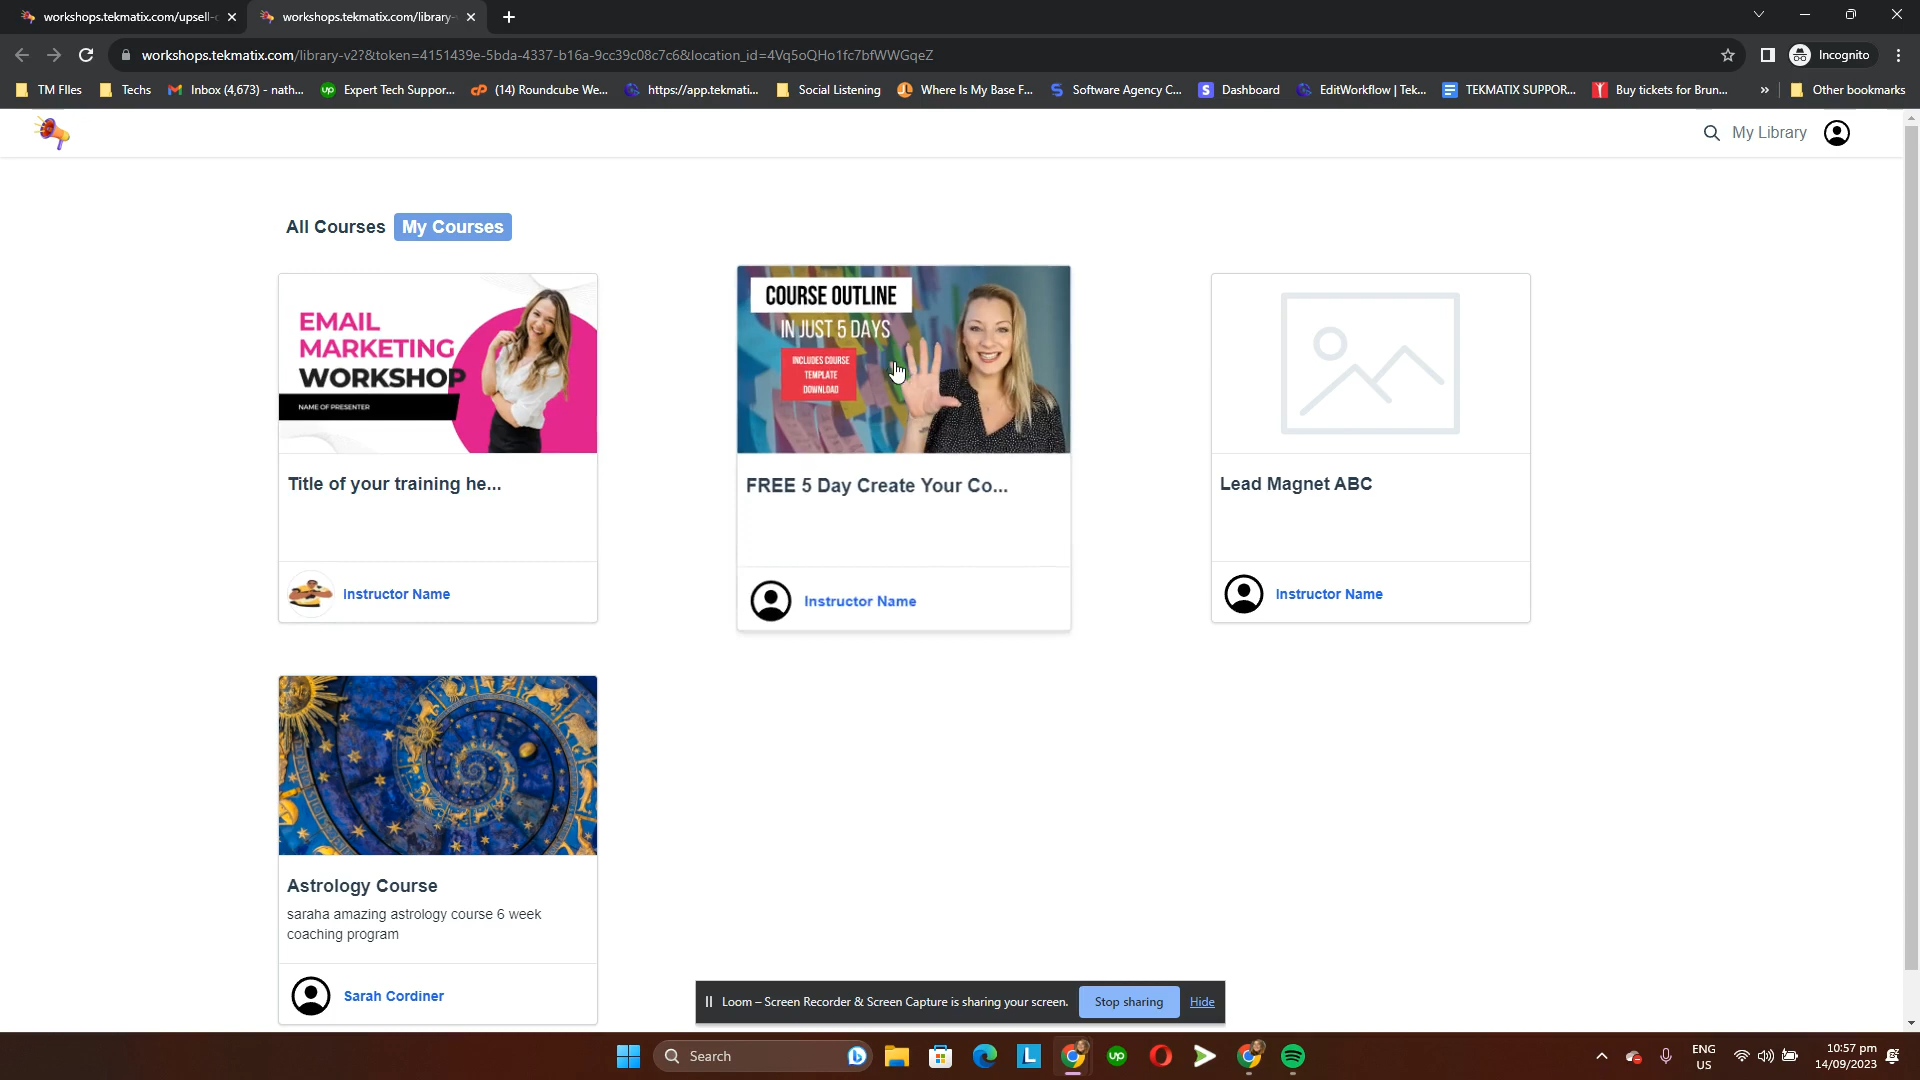 workshops.tekmatix.com/upsell-c
workshops.tekmatix.com/library-
workshops.tekmatix.com/library-v2?&token=4151439e-5bda-4337-b16a-9cc39c08c7c6&location_id=4Vq5oQHo1fc7bfWWGqeZ
Incognito
TM FIles
Techs
Inbox (4,673) - nath...
Expert Tech Suppor...
(14) Roundcube We...
https://app.tekmati...
Social Listening
Where Is My Base F...
Software Agency C...
Dashboard
EditWorkflow | Tek...
TEKMATIX SUPPOR...
Buy tickets for Brun...
»
Other bookmarks
My Library
All Courses
My Courses
EMAIL
MARKETING
WORKSHOP
NAME OF PRESENTER
Title of your training he...
Instructor Name
COURSE OUTLINE
IN JUST 5 DAYS
INCLUDES COURSE
TEMPLATE
DOWNLOAD
FREE 5 Day Create Your Co...
Instructor Name
Lead Magnet ABC
Instructor Name
Astrology Course
saraha amazing astrology course 6 week
coaching program
Sarah Cordiner
Loom – Screen Recorder & Screen Capture is sharing your screen.
Stop sharing
Hide
Search
ENG
US
10:57 pm
14/09/2023